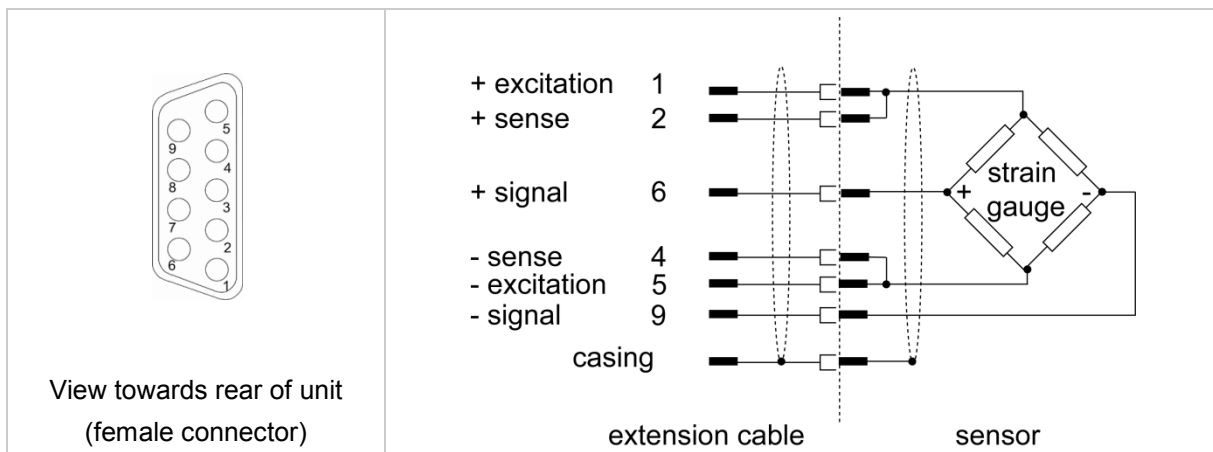 5
9
4
8
3
7
2
6
1
View towards rear of unit
(female connector)
+ excitation 1
+ sense 2
+ signal 6
- sense 4
- excitation 5
- signal 9
casing
strain
+ -
gauge
extension cable sensor